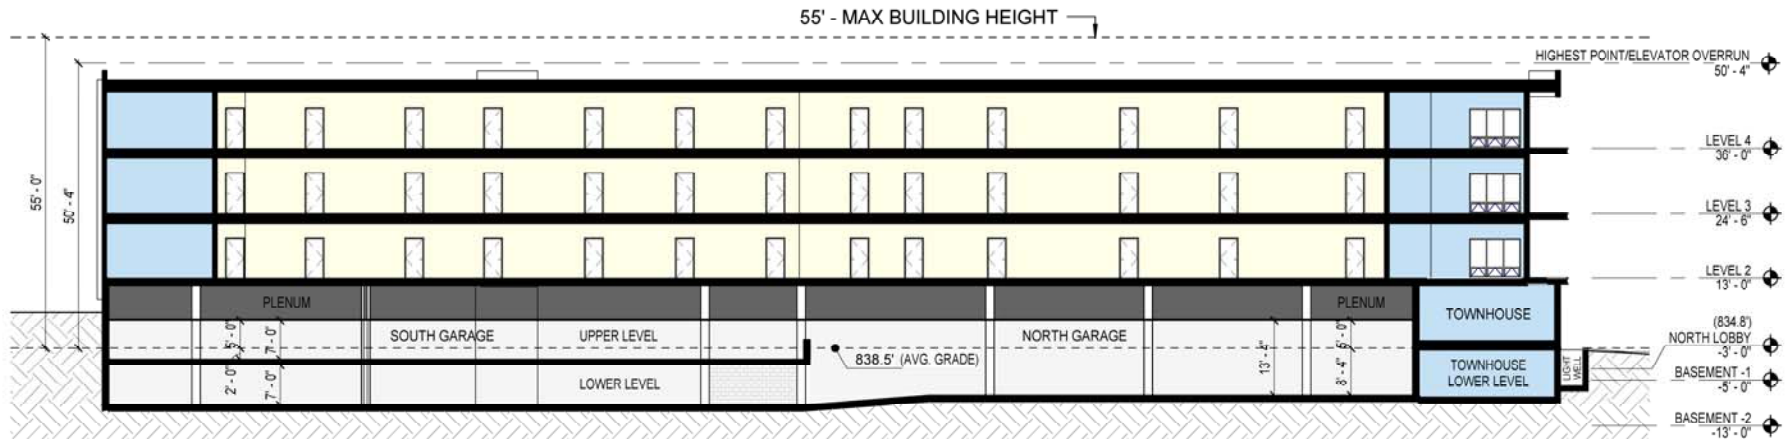 55' - MAX BUILDING HEIGHT
HIGHEST POINT/ELEVATOR OVERRUN
50' - 4"
55' - 0"
50' - 4"
LEVEL 4
36' - 0"
LEVEL 3
24' - 6"
LEVEL 2
13' - 0"
PLENUM
PLENUM
TOWNHOUSE
(834.8')
NORTH LOBBY
-3' - 0"
5' - 0"
7' - 0"
SOUTH GARAGE
UPPER LEVEL
NORTH GARAGE
13' - 4"
5' - 0"
838.5' (AVG. GRADE)
2' - 0"
7' - 0"
LOWER LEVEL
8' - 4"
TOWNHOUSE
LOWER LEVEL
LIGHT
WELL
BASEMENT -1
-5' - 0"
BASEMENT -2
-13' - 0"